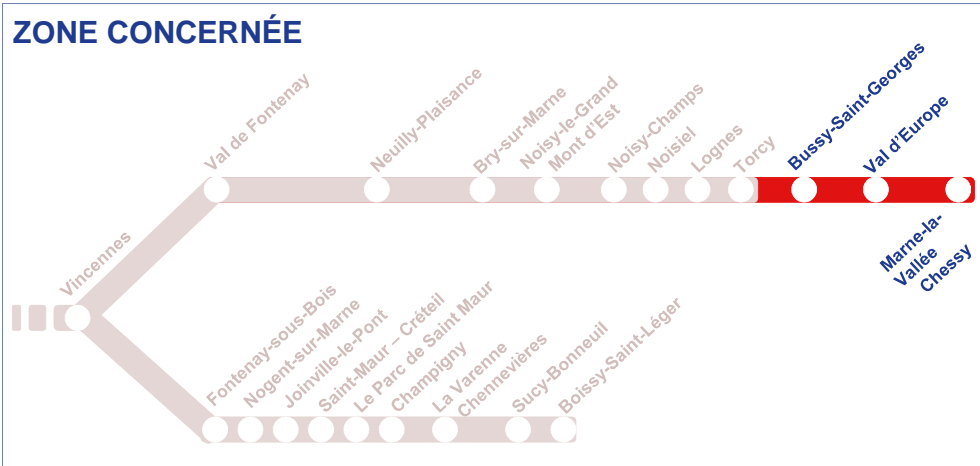 ZONE CONCERNÉE
Vincennes
Val de Fontenay
Neuilly-Plaisance
Bry-sur-Marne
Noisy-le-Grand
Mont d'Est
Noisy-Champs
Noisiel
Lognes
Torcy
Bussy-Saint-Georges
Val d’Europe
Marne-la-
Vallée
Chessy
Fontenay-sous-Bois
Nogent-sur-Marne
Joinville-le-Pont
Saint-Maur – Créteil
Le Parc de Saint Maur
Champigny
La Varenne
Chennevières
Sucy-Bonneuil
Boissy-Saint-Léger